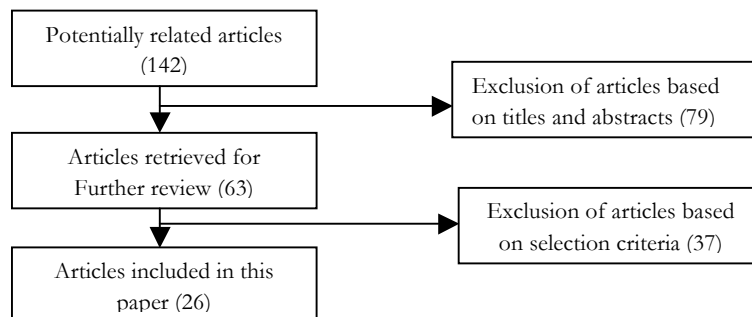 Potentially related articles
(142)
Exclusion of articles based
on titles and abstracts (79)
Articles retrieved for
Further review (63)
Exclusion of articles based
on selection criteria (37)
Articles included in this
paper (26)